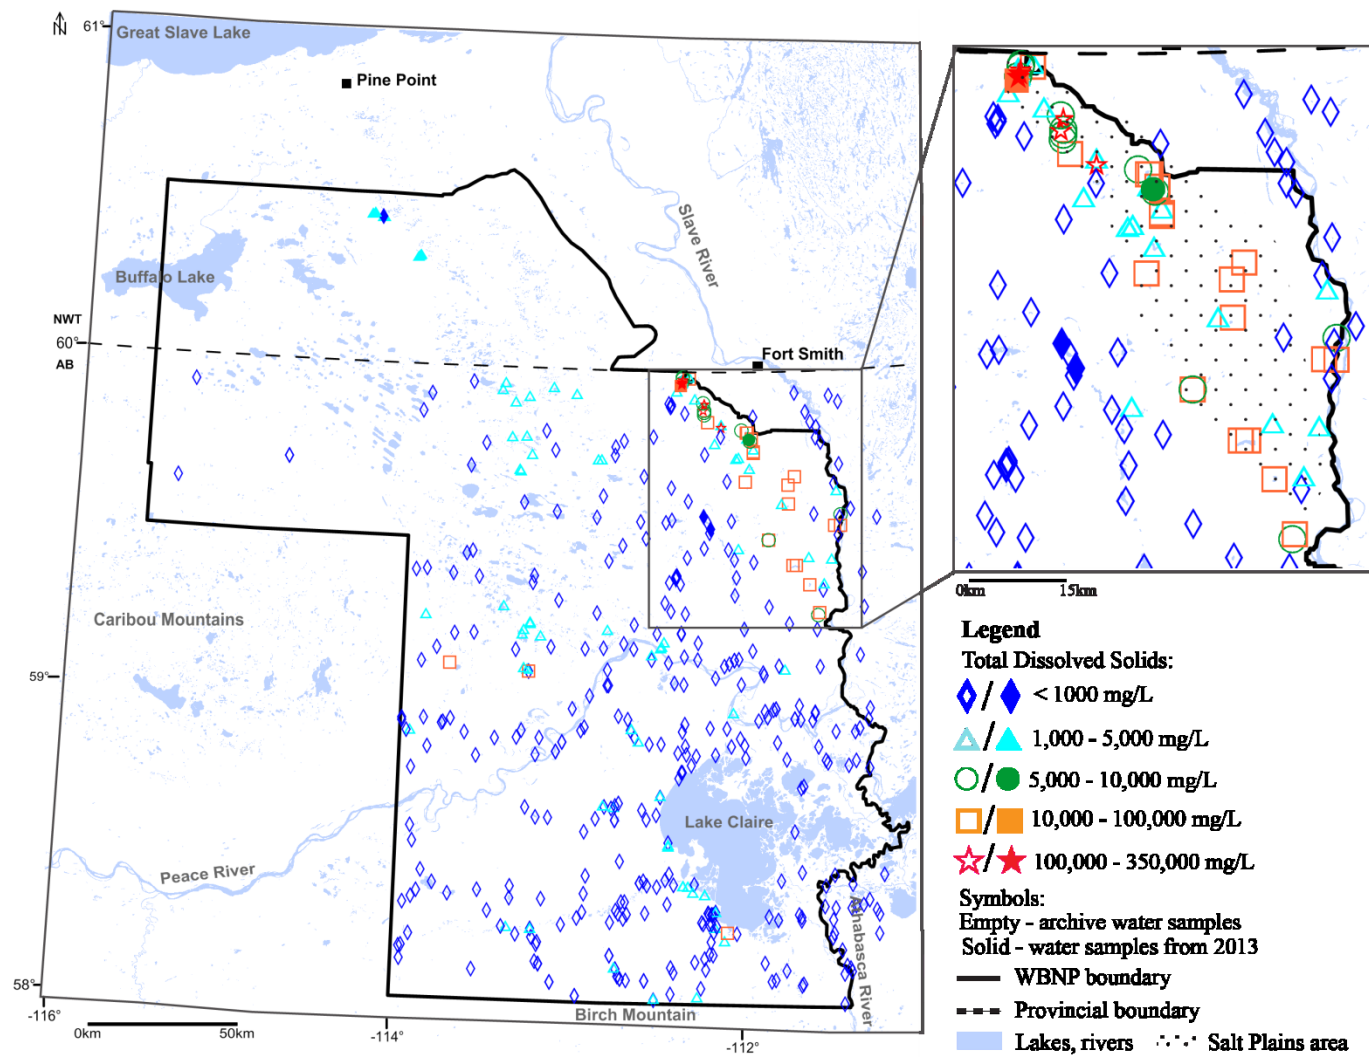 N
61°
Great Slave Lake
Pine Point
Slave River
Buffalo Lake
NWT
60°
AB
Fort Smith
0km
15km
Caribou Mountains
59°
Lake Claire
Peace River
Athabasca River
58°
-116°
Birch Mountain
0km
50km
-114°
-112°
Legend
Total Dissolved Solids:
/ < 1000 mg/L
/ 1,000 - 5,000 mg/L
/ 5,000 - 10,000 mg/L
/ 10,000 - 100,000 mg/L
/ 100,000 - 350,000 mg/L
Symbols:
Empty - archive water samples
Solid - water samples from 2013
WBNP boundary
Provincial boundary
Lakes, rivers
Salt Plains area